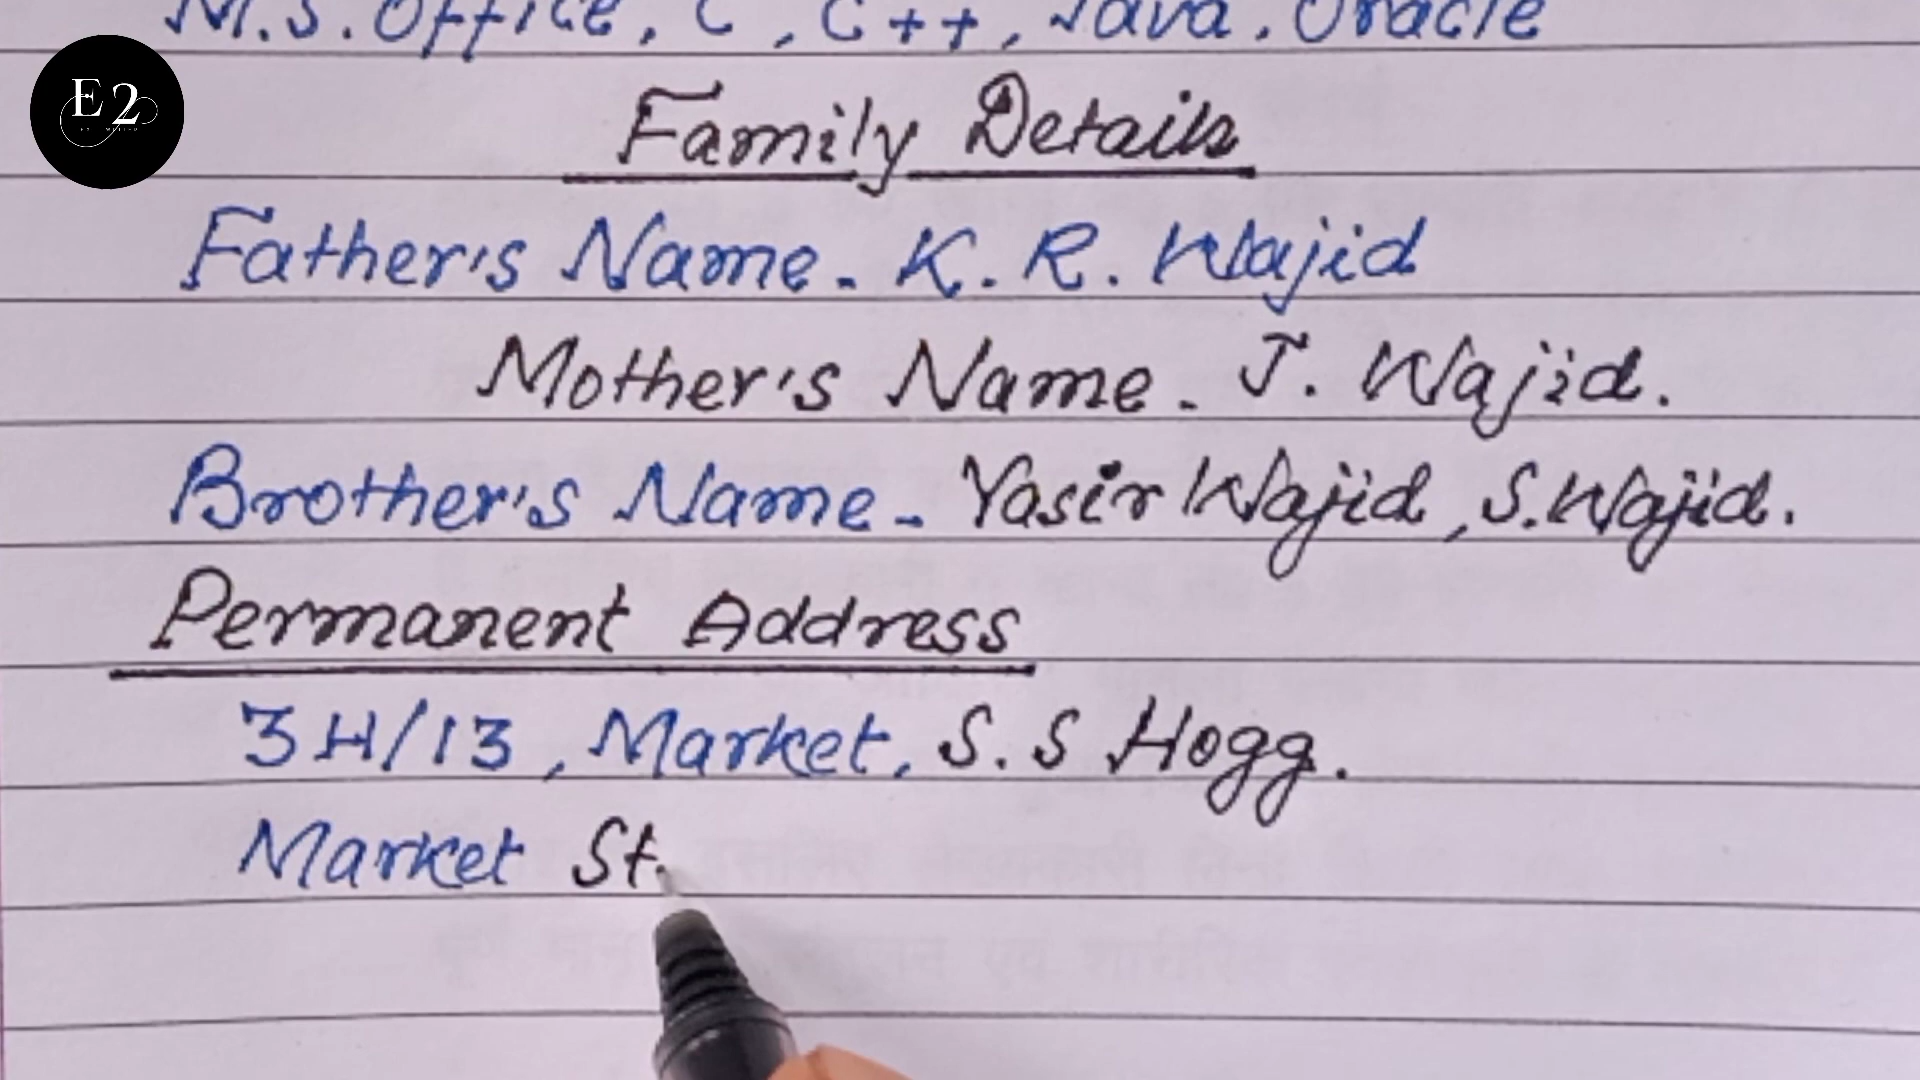 M.S. Office, C, C++, Java, Oracle
E2
Family Details
Father's Name - K. R. Wajid
Mother's Name - J. Wajid.
Brother's Name - Yasir Wajid, S. Wajid.
Permanent Address
3H/13, Market, S.S Hogg.
Market St.